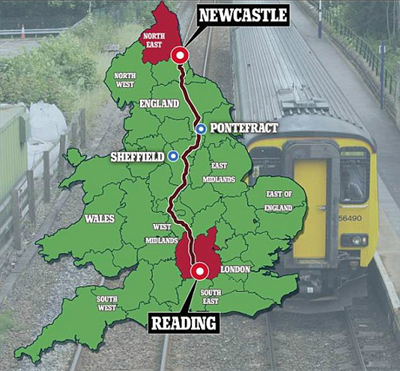 NEWCASTLE
NORTH
EAST
NORTH
WEST
ENGLAND
PONTEFRACT
SHEFFIELD
EAST
MIDLANDS
EAST OF
ENGLAND
WALES
WEST
MIDLANDS
156490
LONDON
SOUTH
WEST
SOUTH
EAST
READING